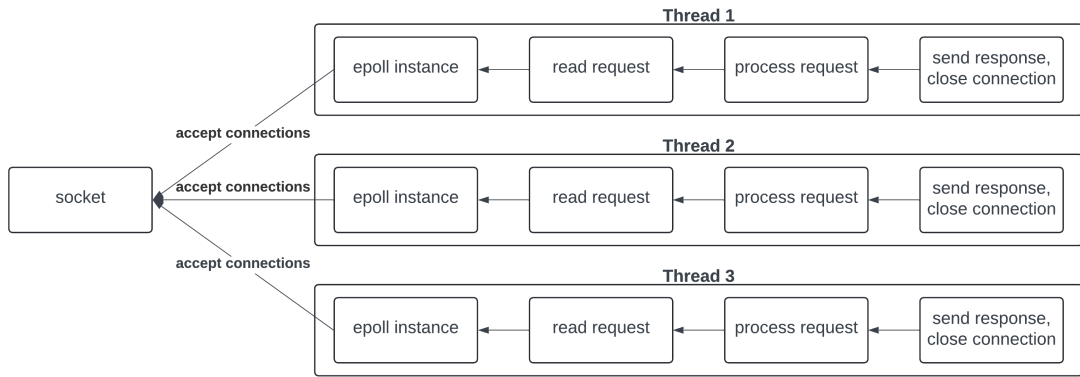 Thread 1
epoll instance
read request
process request
send response,
close connection
accept connections
Thread 2
socket
accept connections
epoll instance
read request
process request
send response,
close connection
accept connections
Thread 3
epoll instance
read request
process request
send response,
close connection